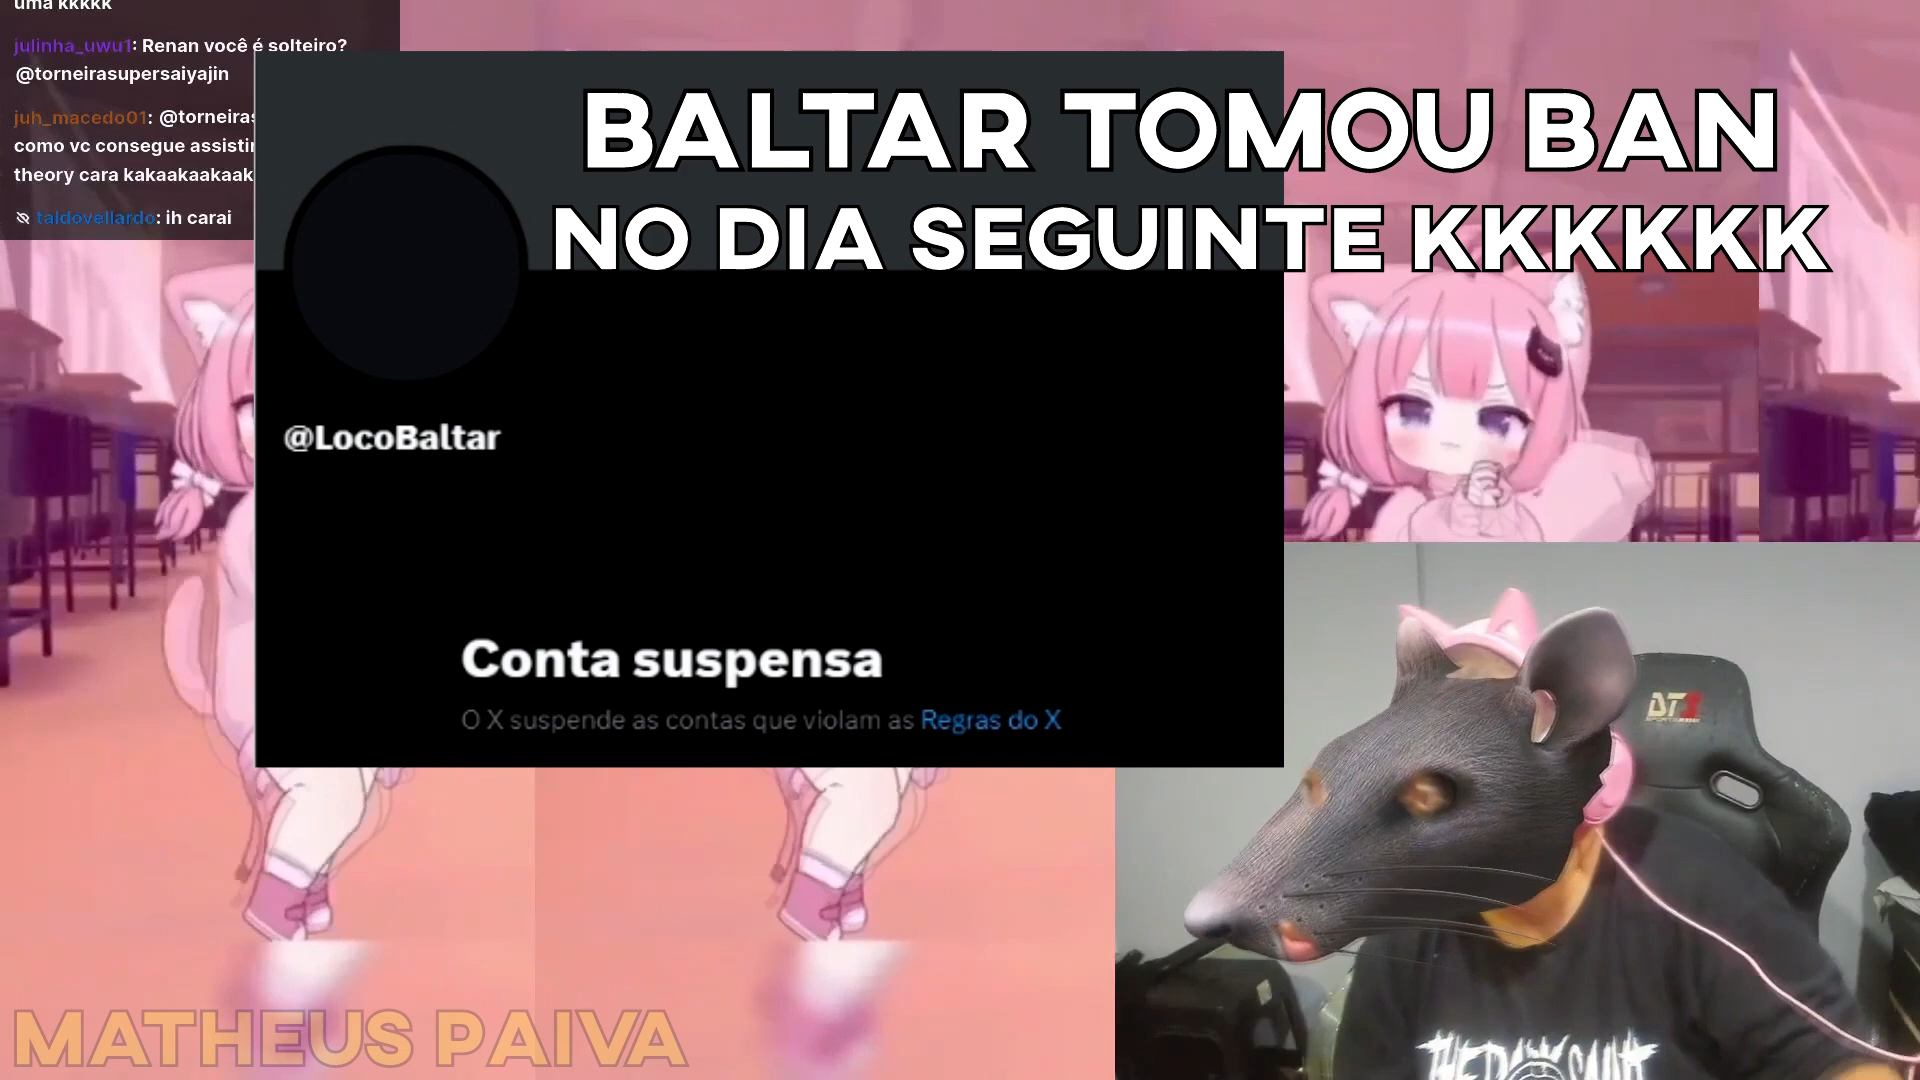 uma kkkkk
julinha_uwu1: Renan você é solteiro?
@torneirasupersaiyajin
juh_macedo01: @torneiras
como vc consegue assistir
theory cara kakaakaakaak
taldovellardo: ih carai
BALTAR TOMOU BAN
NO DIA SEGUINTE KKKKKK
@LocoBaltar
Conta suspensa
O X suspende as contas que violam as Regras do X
DT3
MATHEUS PAIVA